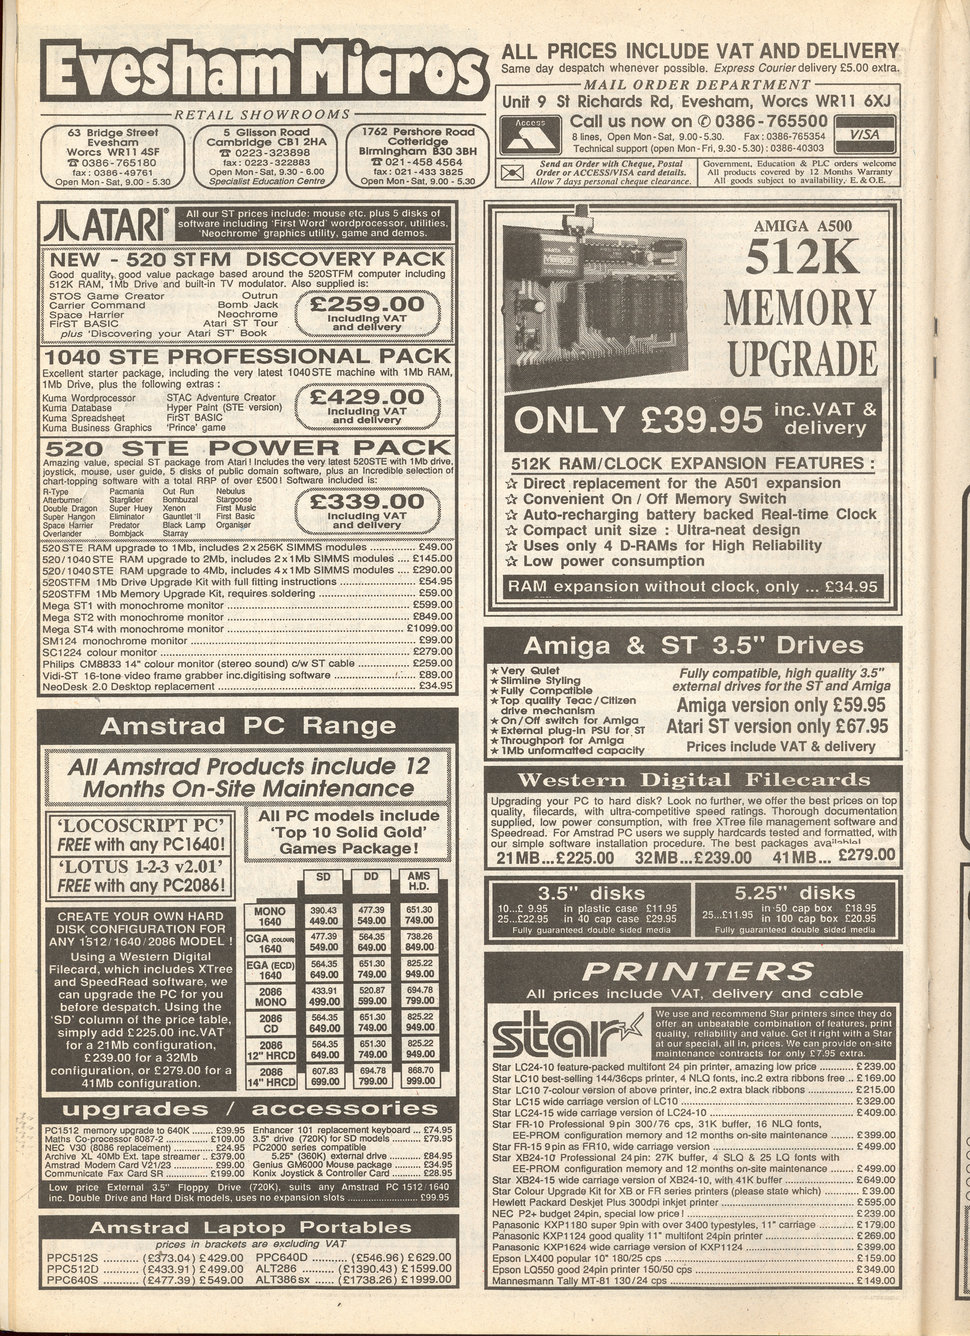 Evesham Micros
RETAIL SHOWROOMS
63 Bridge Street
Evesham
Worcs WR11 4SF
☎ 0386-765180
fax : 0386-49761
Open Mon-Sat, 9.00 - 5.30
5 Glisson Road
Cambridge CB1 2HA
☎ 0223-323898
fax : 0223-322883
Open Mon-Sat, 9.30 - 6.00
Specialist Education Centre
1762 Pershore Road
Cotteridge
Birmingham B30 3BH
☎ 021-458 4564
fax : 021-433 3825
Open Mon-Sat, 9.00 - 5.30
ALL PRICES INCLUDE VAT AND DELIVERY
Same day despatch whenever possible. Express Courier delivery £5.00 extra.
MAIL ORDER DEPARTMENT
Unit 9 St Richards Rd, Evesham, Worcs WR11 6XJ
Access
Call us now on ✆ 0386-765500
8 lines, Open Mon-Sat, 9.00-5.30. Fax: 0386-765354
Technical support (open Mon-Fri, 9.30-5.30): 0386-40303
VISA
Send an Order with Cheque, Postal
Order or ACCESS/VISA card details.
Allow 7 days personal cheque clearance.
Government, Education & PLC orders welcome
All products covered by 12 Months Warranty
All goods subject to availability. E.& O.E.
ATARI
All our ST prices include: mouse etc. plus 5 disks of
software including 'First Word' wordprocessor, utilities,
'Neochrome' graphics utility, game and demos.
NEW - 520 STFM DISCOVERY PACK
Good quality, good value package based around the 520STFM computer including
512K RAM, 1Mb Drive and built-in TV modulator. Also supplied is:
STOS Game Creator Outrun
Carrier Command Bomb Jack
Space Harrier Neochrome
FirST BASIC Atari ST Tour
plus 'Discovering your Atari ST' Book
£259.00
Including VAT
and delivery
1040 STE PROFESSIONAL PACK
Excellent starter package, including the very latest 1040STE machine with 1Mb RAM,
1Mb Drive, plus the following extras :
Kuma Wordprocessor STAC Adventure Creator
Kuma Database Hyper Paint (STE version)
Kuma Spreadsheet FirST BASIC
Kuma Business Graphics 'Prince' game
£429.00
Including VAT
and delivery
520 STE POWER PACK
Amazing value, special ST package from Atari! Includes the very latest 520STE with 1Mb drive,
joystick, mouse, user guide, 5 disks of public domain software, plus an incredible selection of
chart-topping software with a total RRP of over £500! Software included is:
R-Type Pacmania Out Run Nebulus
Afterburner Starglider Bombuzal Stargoose
Double Dragon Super Huey Xenon First Music
Super Hangon Eliminator Gauntlet II First Basic
Space Harrier Predator Black Lamp Organiser
Overlander Bombjack Starray
£339.00
Including VAT
and delivery
520STE RAM upgrade to 1Mb, includes 2x256K SIMMS modules .............. £49.00
520/1040STE RAM upgrade to 2Mb, includes 2x1Mb SIMMS modules .... £145.00
520/1040STE RAM upgrade to 4Mb, includes 4x1Mb SIMMS modules .... £290.00
520STFM 1Mb Drive Upgrade Kit with full fitting instructions ........................ £54.95
520STFM 1Mb Memory Upgrade Kit, requires soldering ............................. £59.00
Mega ST1 with monochrome monitor .................................................. £599.00
Mega ST2 with monochrome monitor .................................................. £849.00
Mega ST4 with monochrome monitor ................................................ £1099.00
SM124 monochrome monitor ............................................................. £99.00
SC1224 colour monitor ..................................................................... £279.00
Philips CM8833 14" colour monitor (stereo sound) c/w ST cable ............ £259.00
Vidi-ST 16-tone video frame grabber inc.digitising software ..................... £89.00
NeoDesk 2.0 Desktop replacement ..................................................... £34.95
AMIGA A500
512K
MEMORY
UPGRADE
ONLY £39.95 inc.VAT &
delivery
512K RAM/CLOCK EXPANSION FEATURES :
☆ Direct replacement for the A501 expansion
☆ Convenient On / Off Memory Switch
☆ Auto-recharging battery backed Real-time Clock
☆ Compact unit size : Ultra-neat design
☆ Uses only 4 D-RAMs for High Reliability
☆ Low power consumption
RAM expansion without clock, only ... £34.95
Amiga & ST 3.5" Drives
★ Very Quiet
★ Slimline Styling
★ Fully Compatible
★ Top quality Teac/Citizen
drive mechanism
★ On/Off switch for Amiga
★ External plug-in PSU for ST
★ Throughport for Amiga
★ 1Mb unformatted capacity
Fully compatible, high quality 3.5"
external drives for the ST and Amiga
Amiga version only £59.95
Atari ST version only £67.95
Prices include VAT & delivery
Western Digital Filecards
Upgrading your PC to hard disk? Look no further, we offer the best prices on top
quality, filecards, with ultra-competitive speed ratings. Thorough documentation
supplied, low power consumption, with free XTree file management software and
Speedread. For Amstrad PC users we supply hardcards tested and formatted, with
our simple software installation procedure. The best packages available!
21MB...£225.00 32MB...£239.00 41MB... £279.00
3.5" disks
10...£ 9.95 in plastic case £11.95
25...£22.95 in 40 cap case £29.95
Fully guaranteed double sided media
5.25" disks
25...£11.95 in 50 cap box £18.95
in 100 cap box £20.95
Fully guaranteed double sided media
Amstrad PC Range
All Amstrad Products include 12
Months On-Site Maintenance
'LOCOSCRIPT PC'
FREE with any PC1640!
'LOTUS 1-2-3 v2.01'
FREE with any PC2086!
All PC models include
'Top 10 Solid Gold'
Games Package!
CREATE YOUR OWN HARD
DISK CONFIGURATION FOR
ANY 1512/1640/2086 MODEL !
Using a Western Digital
Filecard, which includes XTree
and SpeedRead software, we
can upgrade the PC for you
before despatch. Using the
'SD' column of the price table,
simply add £225.00 inc.VAT
for a 21Mb configuration,
£239.00 for a 32Mb
configuration, or £279.00 for a
41Mb configuration.
SD DD AMS
H.D.
MONO 390.43 477.39 651.30
1640 449.00 549.00 749.00
CGA (COLOUR) 477.39 564.35 738.26
1640 549.00 649.00 849.00
EGA (ECD) 564.35 651.30 825.22
1640 649.00 749.00 949.00
2086 433.91 520.87 694.78
MONO 499.00 599.00 799.00
2086 564.35 651.30 825.22
CD 649.00 749.00 949.00
2086 564.35 651.30 825.22
12" HRCD 649.00 749.00 949.00
2086 607.83 694.78 868.70
14" HRCD 699.00 799.00 999.00
upgrades / accessories
PC1512 memory upgrade to 640K ...... £39.95
Maths Co-processor 8087-2 ............. £109.00
NEC V30 (8086 replacement) ............ £24.95
Archive XL 40Mb Ext. tape streamer .. £379.00
Amstrad Modem Card V21/23 ............ £99.00
Communicate Fax Card SR .............. £199.00
Enhancer 101 replacement keyboard ... £74.95
3.5" drive (720K) for SD models ........ £79.95
PC2000 series compatible
5.25" (360K) external drive ........ £84.95
Genius GM6000 Mouse package ........ £34.95
Konix Joystick & Controller Card ........ £28.95
Low price External 3.5" Floppy Drive (720K), suits any Amstrad PC 1512/1640
inc. Double Drive and Hard Disk models, uses no expansion slots ................. £99.95
Amstrad Laptop Portables
prices in brackets are excluding VAT
PPC512S .......... (£373.04) £429.00 PPC640D ........... (£546.96) £629.00
PPC512D .......... (£433.91) £499.00 ALT286 ........... (£1390.43) £1599.00
PPC640S .......... (£477.39) £549.00 ALT386sx ...... (£1738.26) £1999.00
PRINTERS
All prices include VAT, delivery and cable
star
We use and recommend Star printers since they do
offer an unbeatable combination of features, print
quality, reliability and value. Get it right with a Star
at our special, all in, prices. We can provide on-site
maintenance contracts for only £7.95 extra.
Star LC24-10 feature-packed multifont 24 pin printer, amazing low price ........... £239.00
Star LC10 best-selling 144/36cps printer, 4 NLQ fonts, inc.2 extra ribbons free .. £169.00
Star LC10 7-colour version of above printer, inc.2 extra black ribbons ............. £215.00
Star LC15 wide carriage version of LC10 ............................................. £329.00
Star LC24-15 wide carriage version of LC24-10 ..................................... £409.00
Star FR-10 Professional 9pin 300/76 cps, 31K buffer, 16 NLQ fonts,
EE-PROM configuration memory and 12 months on-site maintenance ......... £399.00
Star FR-15 9pin as FR10, wide carriage version ..................................... £499.00
Star XB24-10 Professional 24pin: 27K buffer, 4 SLQ & 25 LQ fonts with
EE-PROM configuration memory and 12 months on-site maintenance ......... £499.00
Star XB24-15 wide carriage version of XB24-10, with 41K buffer .................. £649.00
Star Colour Upgrade Kit for XB or FR series printers (please state which) ......... £ 39.00
Hewlett Packard Deskjet Plus 300dpi inkjet printer ................................. £595.00
NEC P2+ budget 24pin, special low price! ........................................... £239.00
Panasonic KXP1180 super 9pin with over 3400 typestyles, 11" carriage .......... £179.00
Panasonic KXP1124 good quality 11" multifont 24pin printer ....................... £269.00
Panasonic KXP1624 wide carriage version of KXP1124 ............................ £399.00
Epson LX400 popular 10" 180/25 cps ................................................ £159.00
Epson LQ550 good 24pin printer 150/50 cps ........................................ £349.00
Mannesmann Tally MT-81 130/24 cps ................................................ £149.00